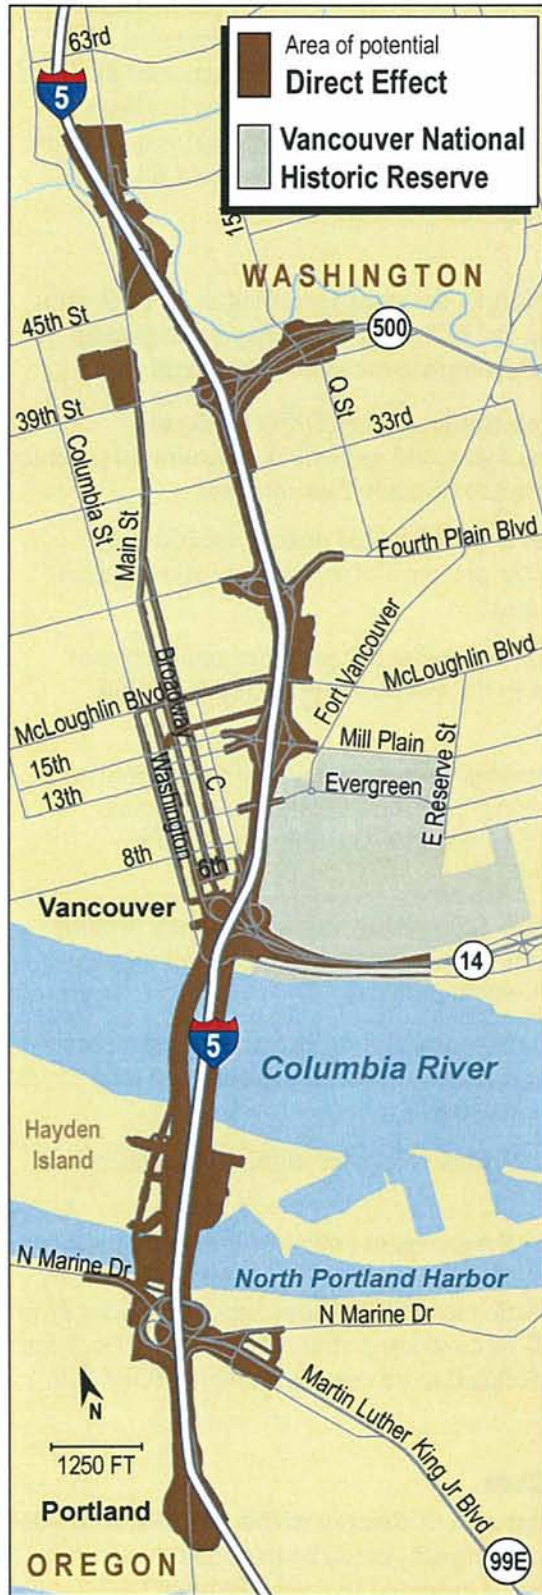 63rd
5
Area of potential
Direct Effect
Vancouver National
Historic Reserve
WASHINGTON
45th St
500
39th St
Q St
33rd
Columbia St
Main St
Fourth Plain Blvd
Fort Vancouver
Broadway
McLoughlin Blvd
McLoughlin Blvd
Mill Plain
15th
Evergreen
E Reserve St
13th
Washington
C
8th
6th
Vancouver
14
5
Columbia River
Hayden
Island
N Marine Dr
North Portland Harbor
N Marine Dr
N
Martin Luther King Jr Blvd
1250 FT
Portland
OREGON
99E